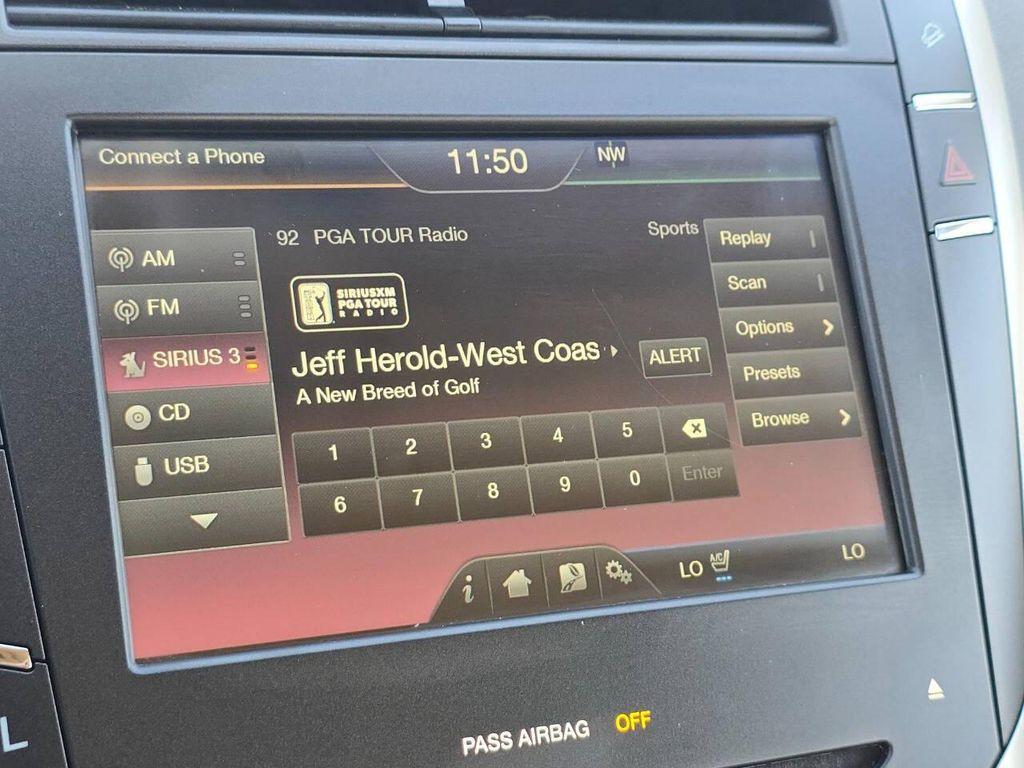 Connect a Phone
11:50
NW
AM
FM
SIRIUS 3
CD
USB
92 PGA TOUR Radio
Sports
SIRIUSXM
PGA TOUR
RADIO
Jeff Herold-West Coas
A New Breed of Golf
ALERT
1 2 3 4 5
6 7 8 9 0 Enter
Replay
Scan
Options
Presets
Browse
i
LO
A/C
LO
PASS AIRBAG OFF
L